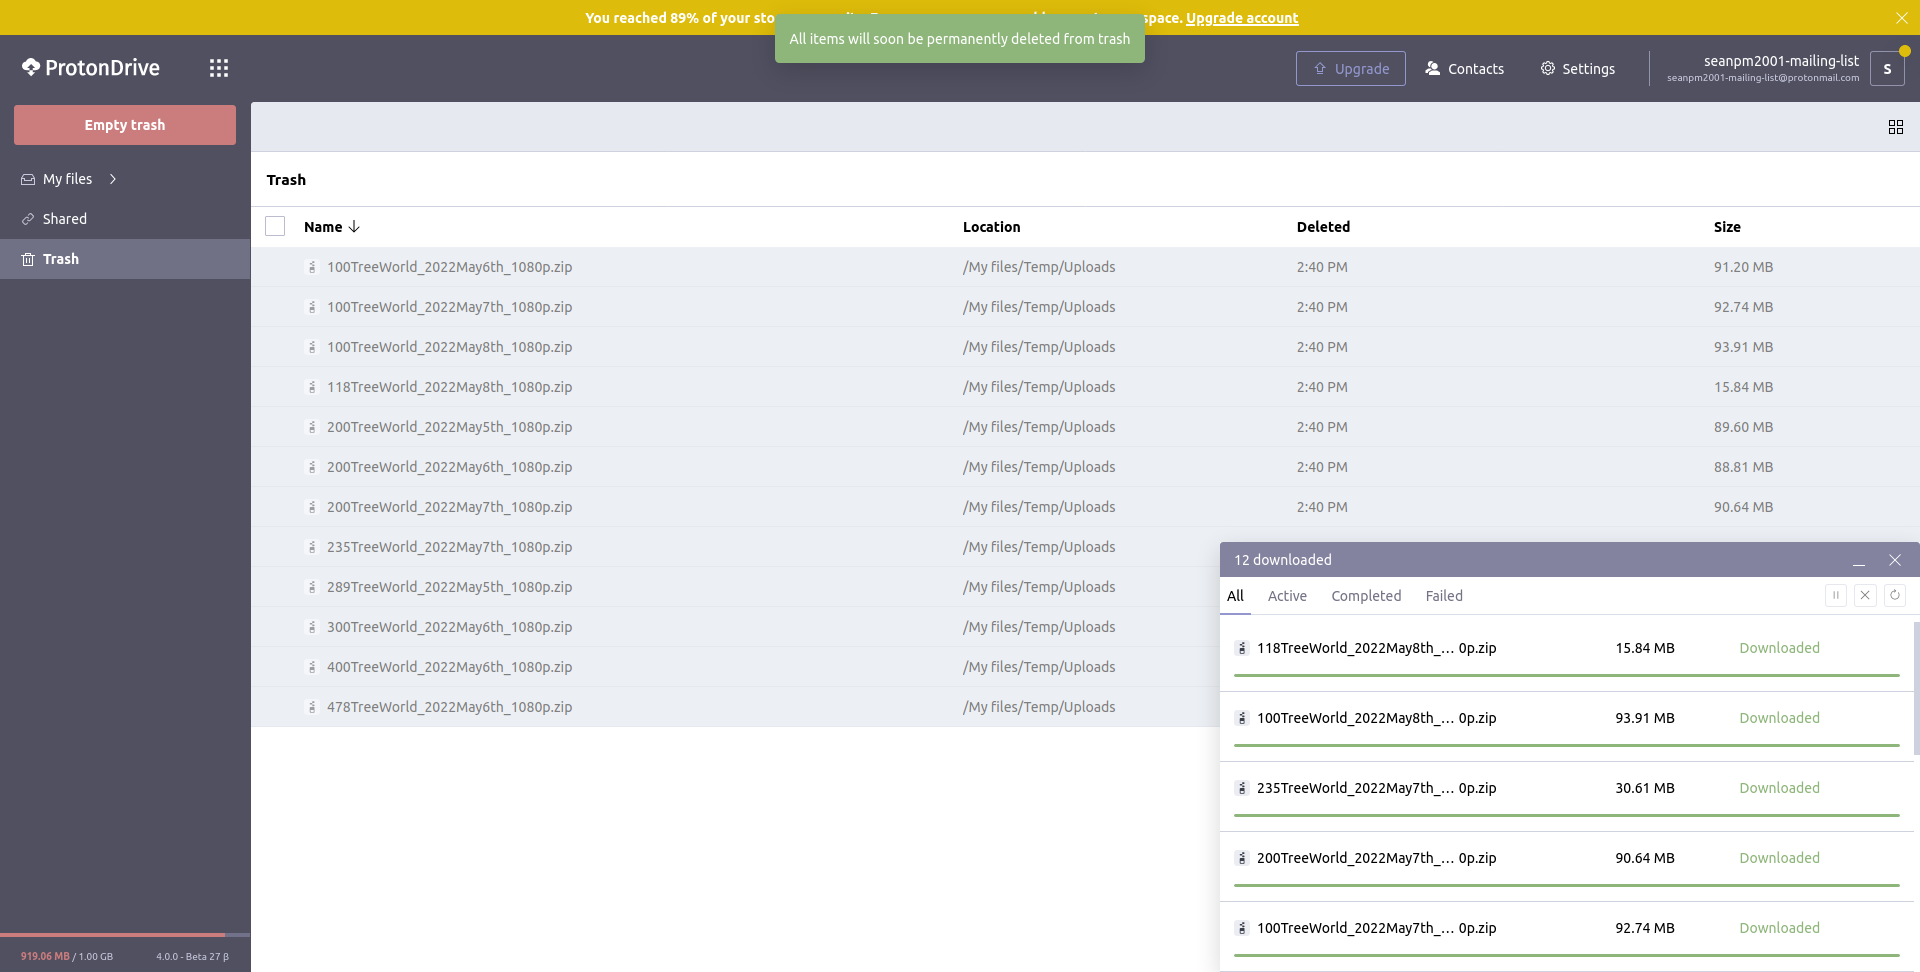 You reached 89% of your sto
space. Upgrade account
All items will soon be permanently deleted from trash
ProtonDrive
Upgrade
Contacts
Settings
seanpm2001-mailing-list
seanpm2001-mailing-list@protonmail.com
S
Empty trash
My files
Shared
Trash
Trash
Name Location Deleted Size
100TreeWorld_2022May6th_1080p.zip /My files/Temp/Uploads 2:40 PM 91.20 MB
100TreeWorld_2022May7th_1080p.zip /My files/Temp/Uploads 2:40 PM 92.74 MB
100TreeWorld_2022May8th_1080p.zip /My files/Temp/Uploads 2:40 PM 93.91 MB
118TreeWorld_2022May8th_1080p.zip /My files/Temp/Uploads 2:40 PM 15.84 MB
200TreeWorld_2022May5th_1080p.zip /My files/Temp/Uploads 2:40 PM 89.60 MB
200TreeWorld_2022May6th_1080p.zip /My files/Temp/Uploads 2:40 PM 88.81 MB
200TreeWorld_2022May7th_1080p.zip /My files/Temp/Uploads 2:40 PM 90.64 MB
235TreeWorld_2022May7th_1080p.zip /My files/Temp/Uploads
289TreeWorld_2022May5th_1080p.zip /My files/Temp/Uploads
300TreeWorld_2022May6th_1080p.zip /My files/Temp/Uploads
400TreeWorld_2022May6th_1080p.zip /My files/Temp/Uploads
478TreeWorld_2022May6th_1080p.zip /My files/Temp/Uploads
12 downloaded
All Active Completed Failed
118TreeWorld_2022May8th_... 0p.zip 15.84 MB Downloaded
100TreeWorld_2022May8th_... 0p.zip 93.91 MB Downloaded
235TreeWorld_2022May7th_... 0p.zip 30.61 MB Downloaded
200TreeWorld_2022May7th_... 0p.zip 90.64 MB Downloaded
100TreeWorld_2022May7th_... 0p.zip 92.74 MB Downloaded
919.06 MB / 1.00 GB 4.0.0 - Beta 27 β